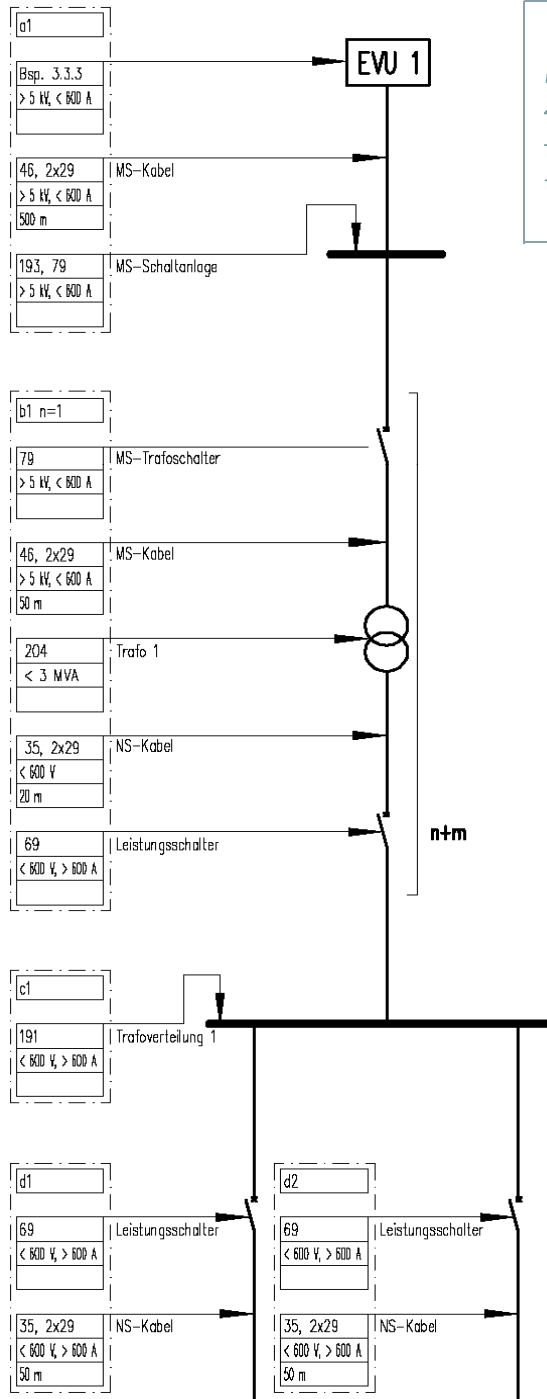 a1
EVU 1
Bsp. 3.3.3
> 5 kV, < 600 A
46, 2x29
MS-Kabel
> 5 kV, < 600 A
500 m
193, 79
MS-Schaltanlage
> 5 kV, < 600 A
b1 n=1
79
MS-Trafoschalter
> 5 kV, < 600 A
46, 2x29
MS-Kabel
> 5 kV, < 600 A
50 m
204
Trafo 1
< 3 MVA
35, 2x29
NS-Kabel
< 600 V
20 m
69
Leistungsschalter
< 600 V, > 600 A
n+m
c1
191
Trafoverteilung 1
< 600 V, > 600 A
d1
69
Leistungsschalter
< 600 V, > 600 A
35, 2x29
NS-Kabel
< 600 V, > 600 A
50 m
d2
69
Leistungsschalter
< 600 V, > 600 A
35, 2x29
NS-Kabel
< 600 V, > 600 A
50 m